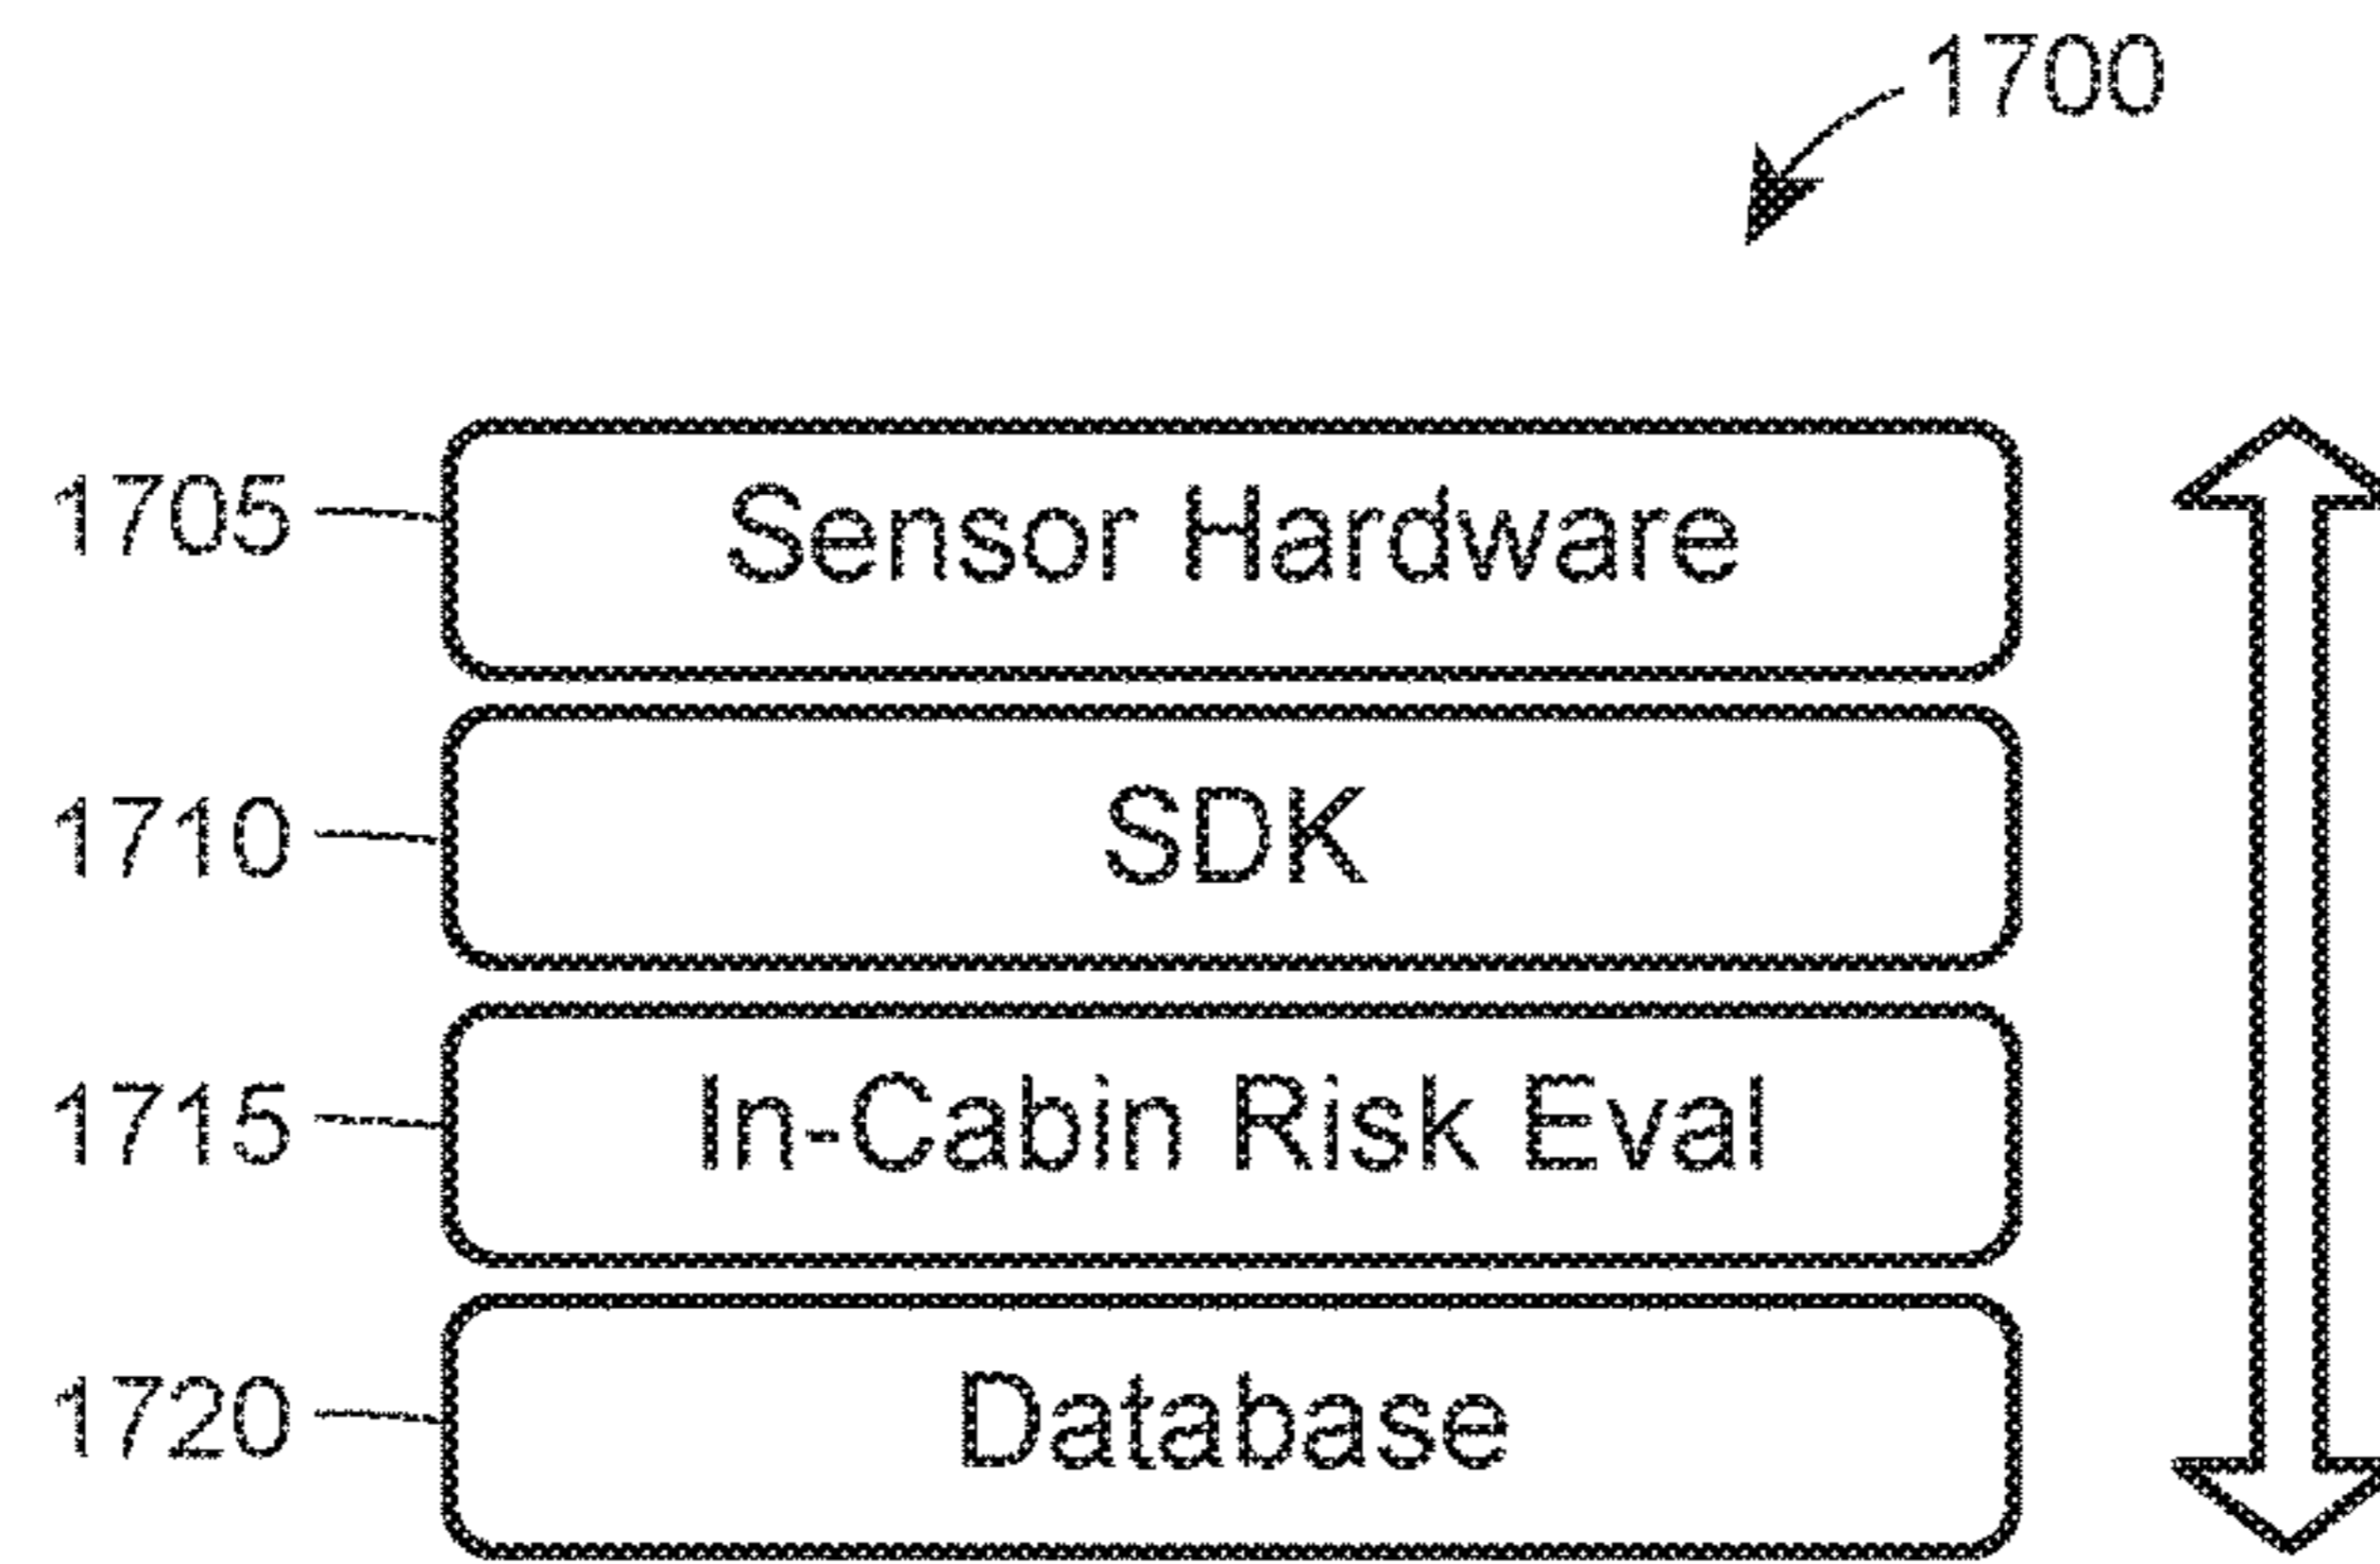 1700
1705 Sensor Hardware
1710 SDK
1715 In-Cabin Risk Eval
1720 Database